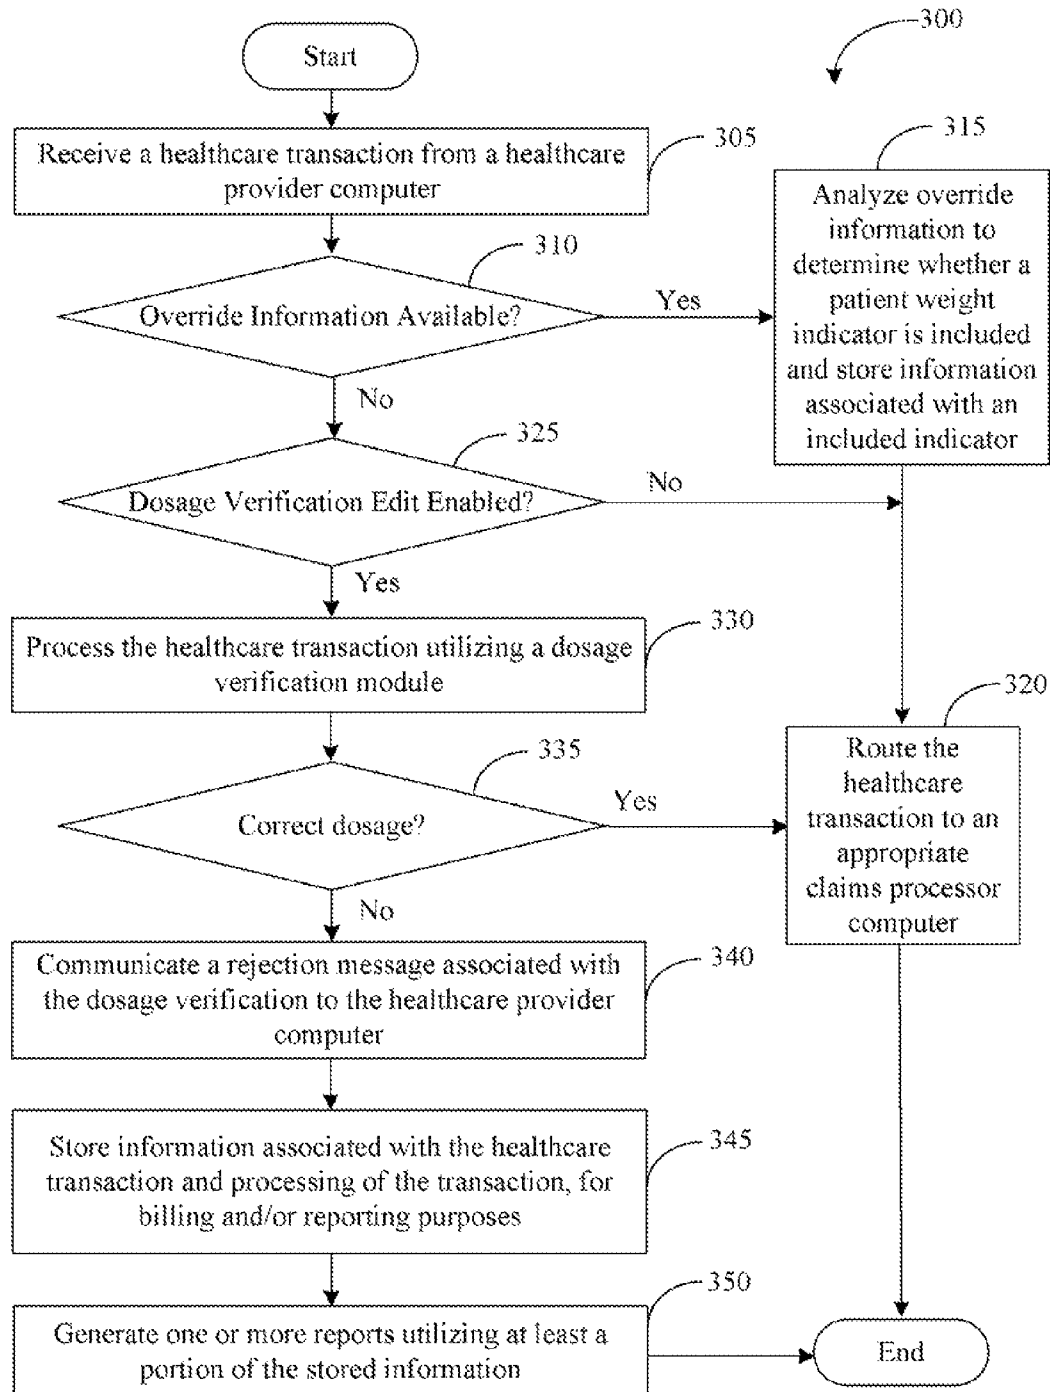 300
Start
305
Receive a healthcare transaction from a healthcare
provider computer
310
Override Information Available?
Yes
315
Analyze override
information to
determine whether a
patient weight
indicator is included
and store information
associated with an
included indicator
No
325
Dosage Verification Edit Enabled?
No
Yes
330
Process the healthcare transaction utilizing a dosage
verification module
335
Correct dosage?
Yes
320
Route the
healthcare
transaction to an
appropriate
claims processor
computer
No
340
Communicate a rejection message associated with
the dosage verification to the healthcare provider
computer
345
Store information associated with the healthcare
transaction and processing of the transaction, for
billing and/or reporting purposes
350
Generate one or more reports utilizing at least a
portion of the stored information
End